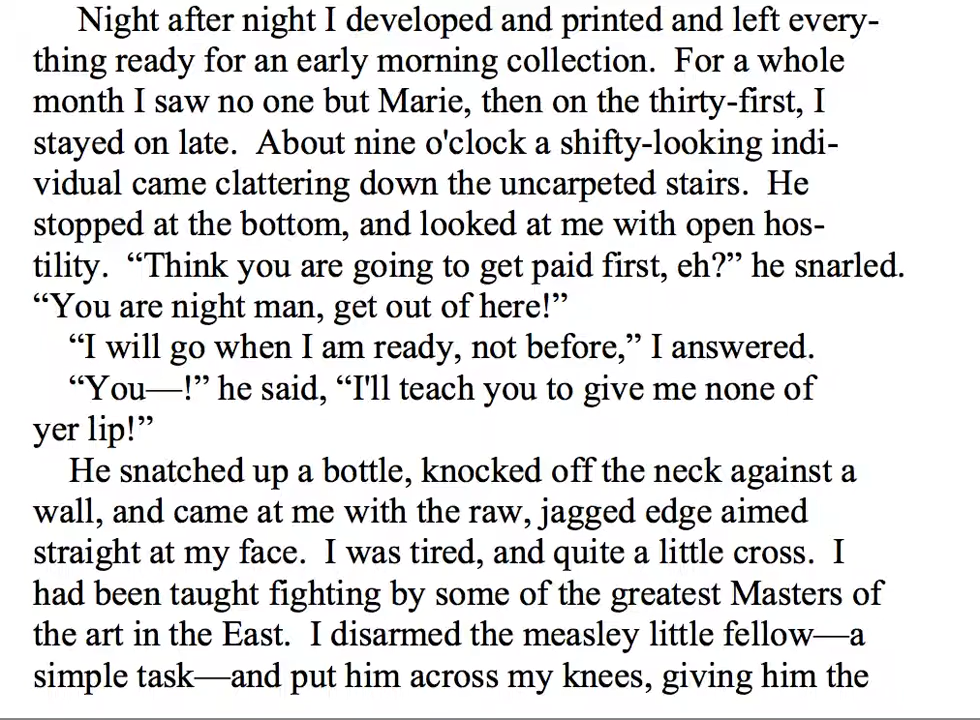 Night after night I developed and printed and left every-
thing ready for an early morning collection. For a whole
month I saw no one but Marie, then on the thirty-first, I
stayed on late. About nine o'clock a shifty-looking indi-
vidual came clattering down the uncarpeted stairs. He
stopped at the bottom, and looked at me with open hos-
tility. “Think you are going to get paid first, eh?” he snarled.
“You are night man, get out of here!”
“I will go when I am ready, not before,” I answered.
“You—!” he said, “I'll teach you to give me none of
yer lip!”
He snatched up a bottle, knocked off the neck against a
wall, and came at me with the raw, jagged edge aimed
straight at my face. I was tired, and quite a little cross. I
had been taught fighting by some of the greatest Masters of
the art in the East. I disarmed the measley little fellow—a
simple task—and put him across my knees, giving him the